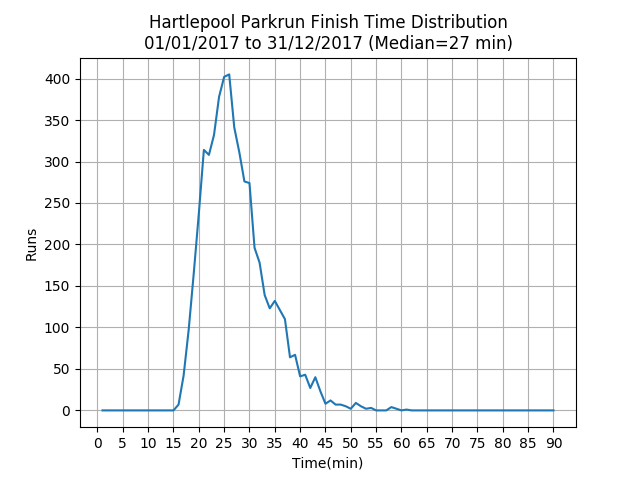 Hartlepool Parkrun Finish Time Distribution
01/01/2017 to 31/12/2017 (Median=27 min)
400
350
300
250
200
150
100
50
0
Runs
0 5 10 15 20 25 30 35 40 45 50 55 60 65 70 75 80 85 90
Time(min)